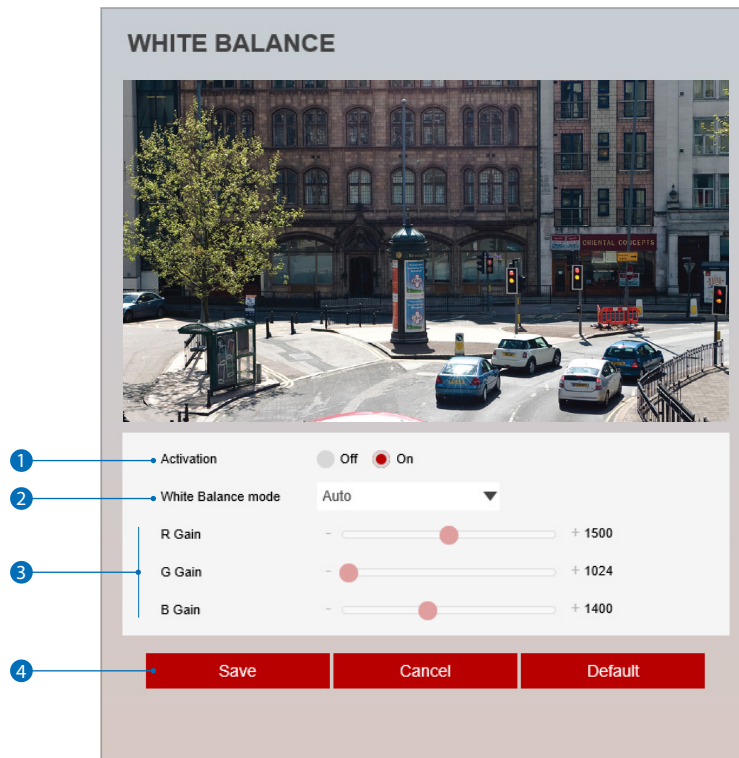 WHITE BALANCE
ORIENTAL CONCEPTS
1 Activation Off On
2 White Balance mode Auto
R Gain - + 1500
3 G Gain - + 1024
B Gain - + 1400
4 Save Cancel Default